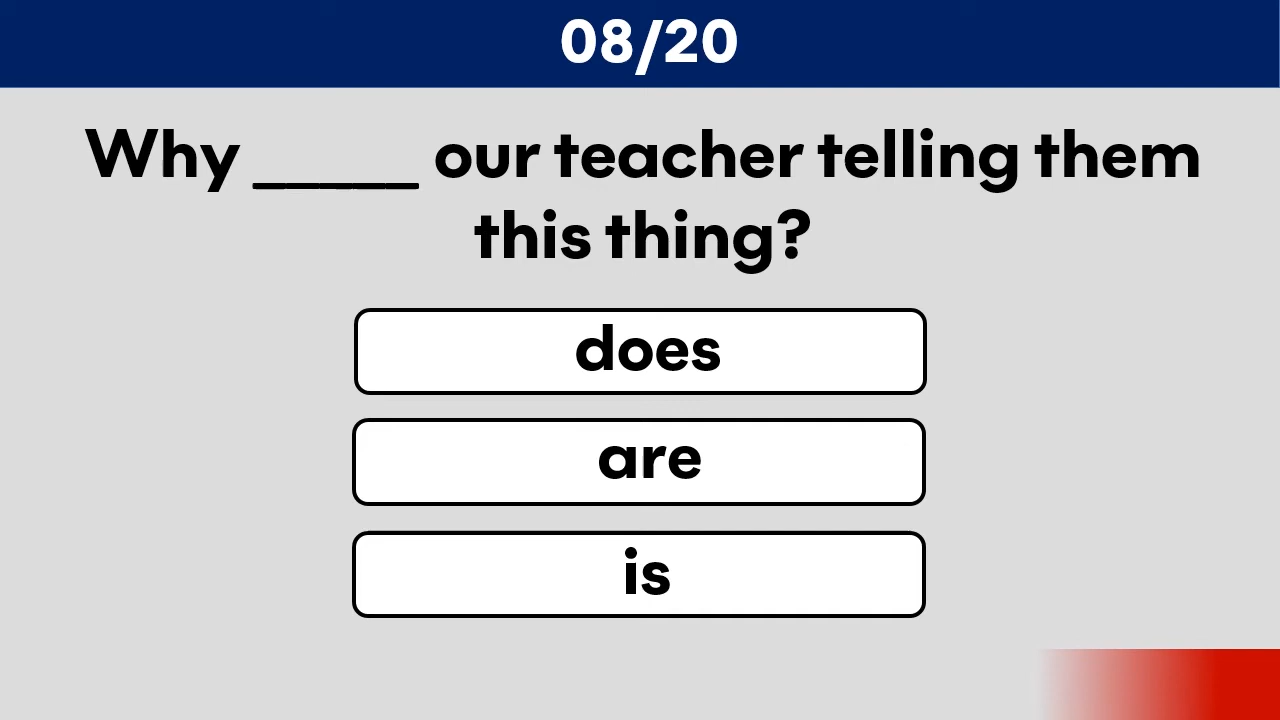 08/20
Why _____ our teacher telling them
this thing?
does
are
is